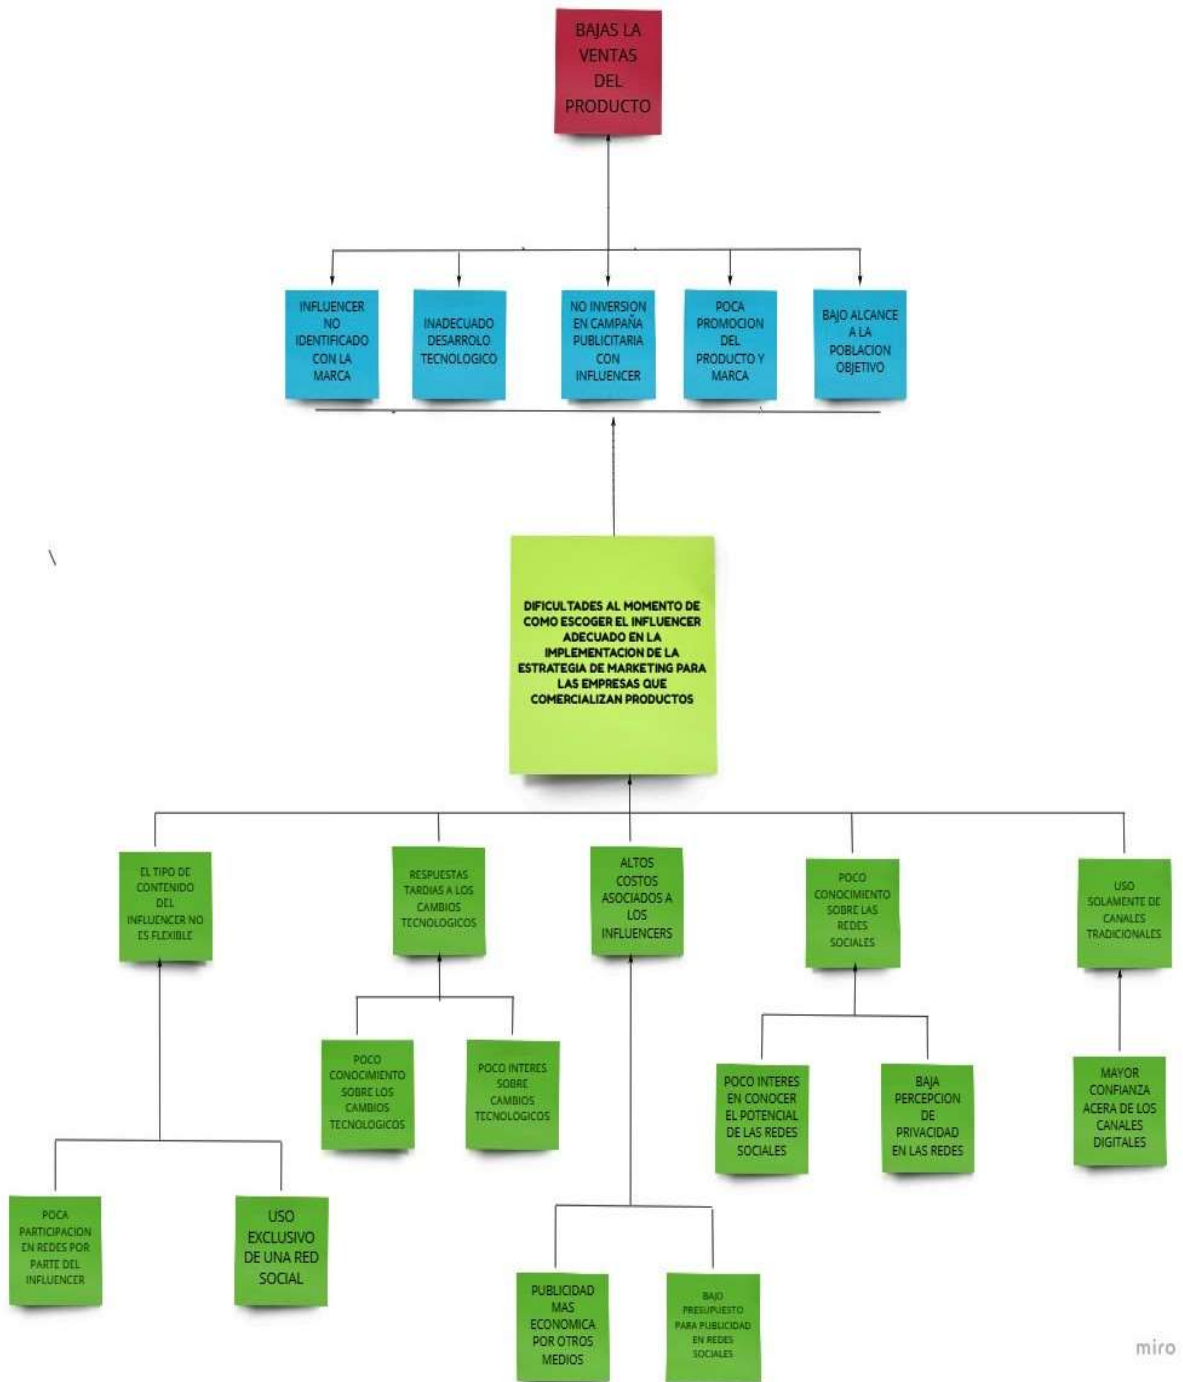 BAJAS LA
VENTAS
DEL
PRODUCTO
INFLUENCER
NO
IDENTIFICADO
CON LA
MARCA
INADECUADO
DESARROLO
TECNOLOGICO
NO INVERSION
EN CAMPAÑA
PUBLICITARIA
CON
INFLUENCER
POCA
PROMOCION
DEL
PRODUCTO Y
MARCA
BAJO ALCANCE
A LA
POBLACION
OBJETIVO
DIFICULTADES AL MOMENTO DE
COMO ESCOGER EL INFLUENCER
ADECUADO EN LA
IMPLEMENTACION DE LA
ESTRATEGIA DE MARKETING PARA
LAS EMPRESAS QUE
COMERCIALIZAN PRODUCTOS
EL TIPO DE
CONTENIDO
DEL
INFLUENCER NO
ES FLEXIBLE
RESPUESTAS
TARDIAS A LOS
CAMBIOS
TECNOLOGICOS
ALTOS
COSTOS
ASOCIADOS A
LOS
INFLUENCERS
POCO
CONOCIMIENTO
SOBRE LAS
REDES
SOCIALES
USO
SOLAMENTE DE
CANALES
TRADICIONALES
POCO
CONOCIMIENTO
SOBRE LOS
CAMBIOS
TECNOLOGICOS
POCO INTERES
SOBRE
CAMBIOS
TECNOLOGICOS
POCO INTERES
EN CONOCER
EL POTENCIAL
DE LAS REDES
SOCIALES
BAJA
PERCEPCION
DE
PRIVACIDAD
EN LAS REDES
MAYOR
CONFIANZA
ACERA DE LOS
CANALES
DIGITALES
POCA
PARTICIPACION
EN REDES POR
PARTE DEL
INFLUENCER
USO
EXCLUSIVO
DE UNA RED
SOCIAL
PUBLICIDAD
MAS
ECONOMICA
POR OTROS
MEDIOS
BAJO
PRESUPUESTO
PARA PUBLICIDAD
EN REDES
SOCIALES
miro